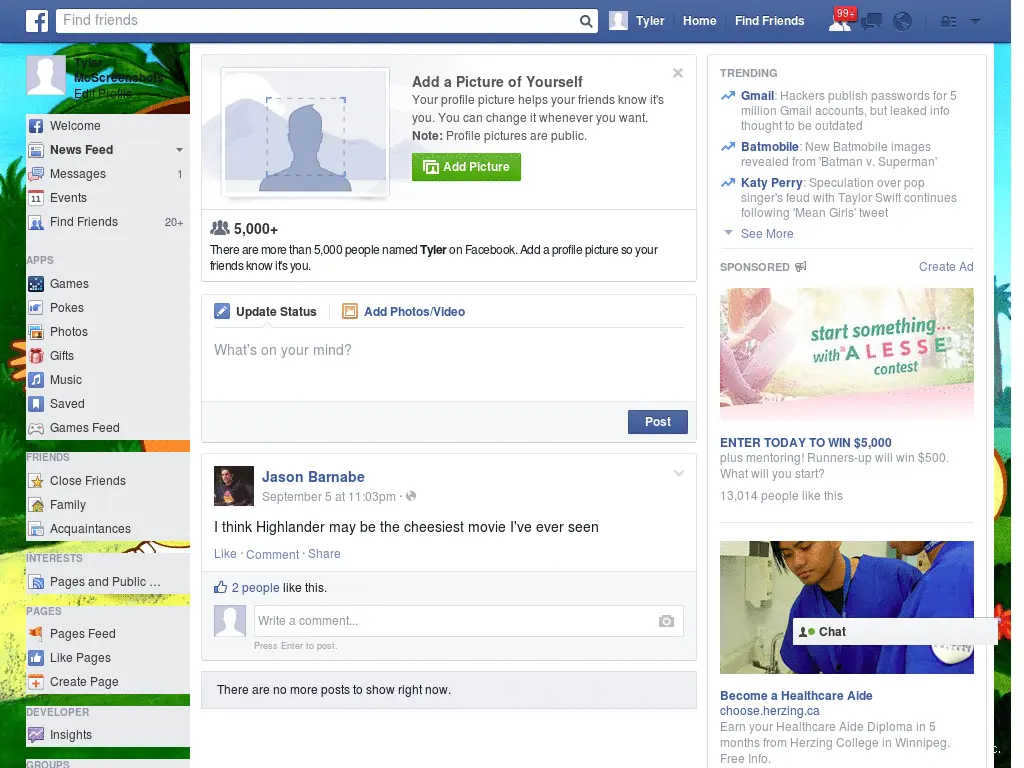 f
Find friends
Tyler
Home
Find Friends
99+
Tyler
McScreenshots
Edit Profile
Welcome
News Feed
Messages 1
Events
Find Friends 20+
APPS
Games
Pokes
Photos
Gifts
Music
Saved
Games Feed
FRIENDS
Close Friends
Family
Acquaintances
INTERESTS
Pages and Public ...
PAGES
Pages Feed
Like Pages
Create Page
DEVELOPER
Insights
GROUPS
Add a Picture of Yourself
Your profile picture helps your friends know it's
you. You can change it whenever you want.
Note: Profile pictures are public.
Add Picture
5,000+
There are more than 5,000 people named Tyler on Facebook. Add a profile picture so your
friends know it's you.
Update Status
Add Photos/Video
What's on your mind?
Post
Jason Barnabe
September 5 at 11:03pm ·
I think Highlander may be the cheesiest movie I've ever seen
Like · Comment · Share
2 people like this.
Write a comment...
Press Enter to post.
There are no more posts to show right now.
TRENDING
Gmail: Hackers publish passwords for 5
million Gmail accounts, but leaked info
thought to be outdated
Batmobile: New Batmobile images
revealed from 'Batman v. Superman'
Katy Perry: Speculation over pop
singer's feud with Taylor Swift continues
following 'Mean Girls' tweet
See More
SPONSORED
Create Ad
start something...
with ALESSE
contest
ENTER TODAY TO WIN $5,000
plus mentoring! Runners-up will win $500.
What will you start?
13,014 people like this
Chat
Become a Healthcare Aide
choose.herzing.ca
Earn your Healthcare Aide Diploma in 5
months from Herzing College in Winnipeg.
Free Info.